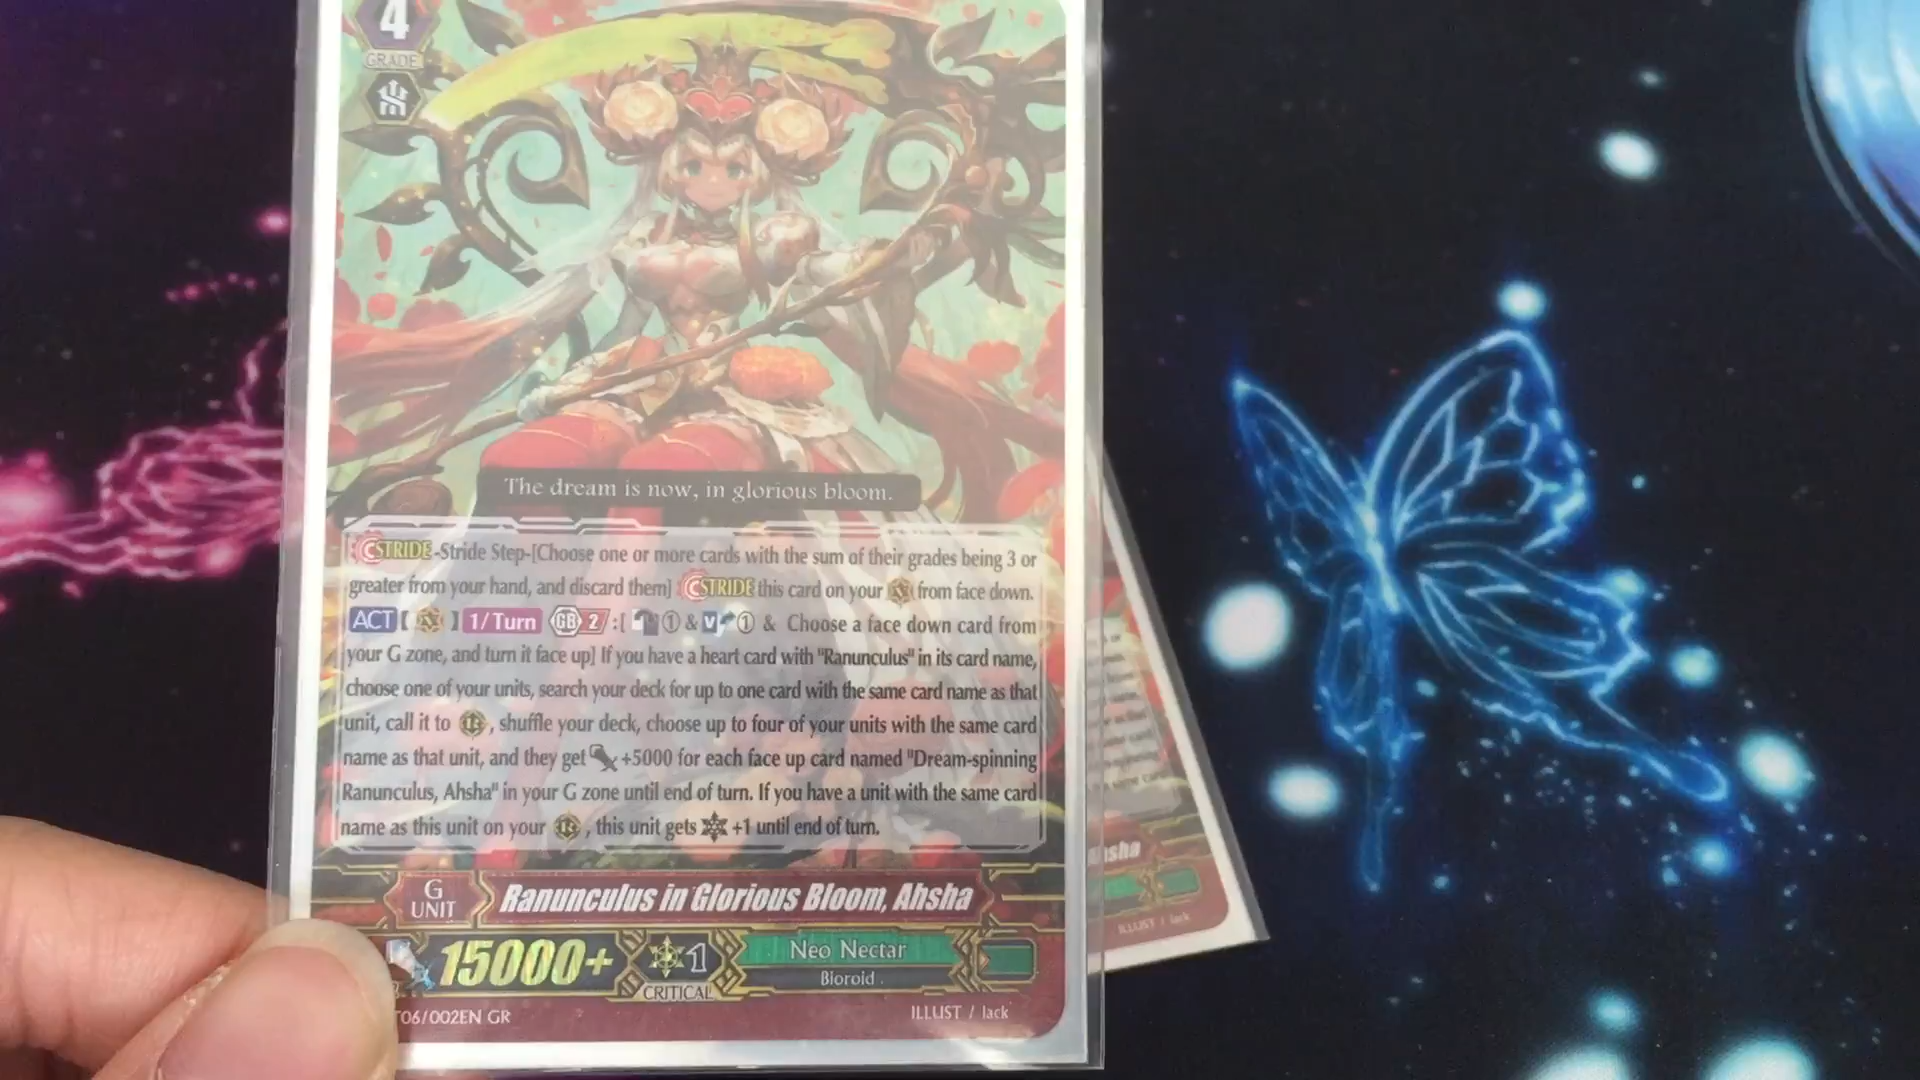 4
GRADE
The dream is now, in glorious bloom.
STRIDE-Stride Step-[Choose one or more cards with the sum of their grades being 3 or
greater from your hand, and discard them] STRIDE this card on your from face down.
ACT【 】1/Turn GB 2:[ ① & V ① & Choose a face down card from
your G zone, and turn it face up] If you have a heart card with "Ranunculus" in its card name,
choose one of your units, search your deck for up to one card with the same card name as that
unit, call it to , shuffle your deck, choose up to four of your units with the same card
name as that unit, and they get +5000 for each face up card named "Dream-spinning
Ranunculus, Ahsha" in your G zone until end of turn. If you have a unit with the same card
name as this unit on your , this unit gets +1 until end of turn.
G
UNIT
Ranunculus in Glorious Bloom, Ahsha
15000+
1
CRITICAL
Neo Nectar
Bioroid
T06/002EN GR
ILLUST / lack
Ahsha
ILLUST / lack